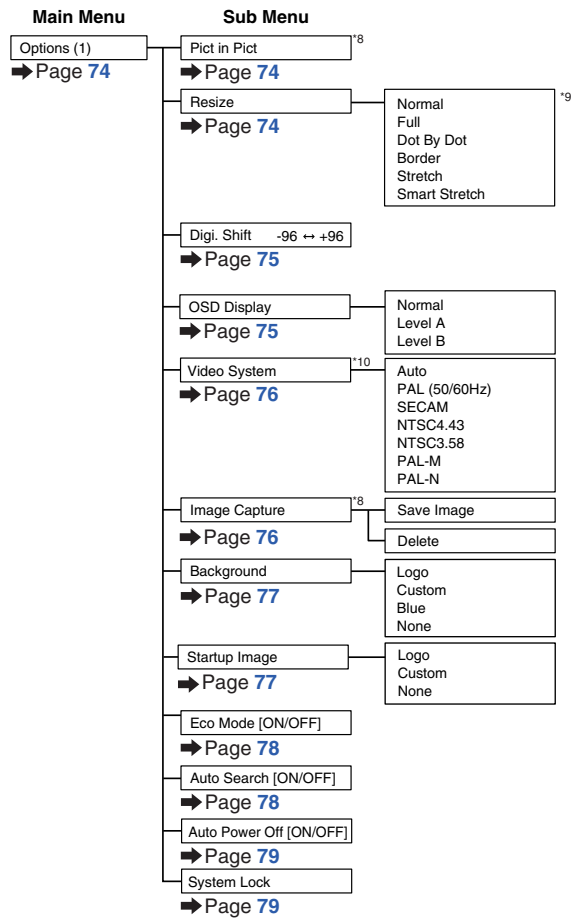 Main Menu Sub Menu
Options (1)
➡ Page 74
Pict in Pict *8
➡ Page 74
Resize
➡ Page 74
Normal *9
Full
Dot By Dot
Border
Stretch
Smart Stretch
Digi. Shift -96 ↔ +96
➡ Page 75
OSD Display
➡ Page 75
Normal
Level A
Level B
Video System *10
➡ Page 76
Auto
PAL (50/60Hz)
SECAM
NTSC4.43
NTSC3.58
PAL-M
PAL-N
Image Capture *8
➡ Page 76
Save Image
Delete
Background
➡ Page 77
Logo
Custom
Blue
None
Startup Image
➡ Page 77
Logo
Custom
None
Eco Mode [ON/OFF]
➡ Page 78
Auto Search [ON/OFF]
➡ Page 78
Auto Power Off [ON/OFF]
➡ Page 79
System Lock
➡ Page 79